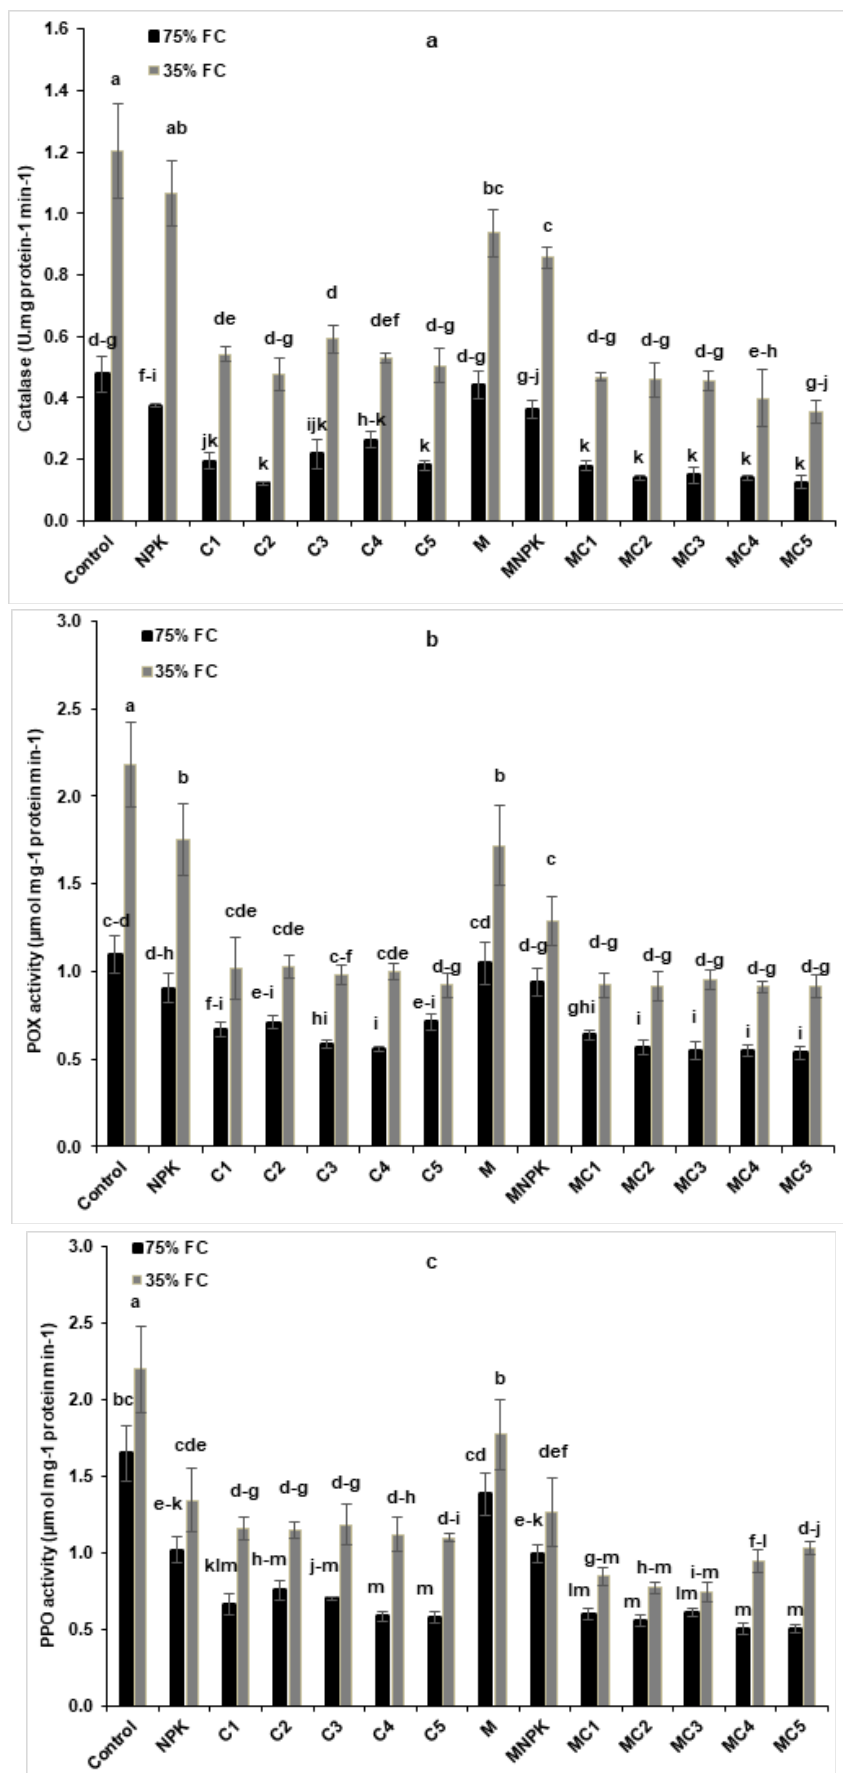 1.6
75% FC
a
35% FC
1.4
a
ab
1.2
bc
1.0
c
0.8
d
0.6
de
d-g
def
d-g
d-g
d-g
d-g
d-g
e-h
g-j
d-g
f-i
g-j
0.4
jk
k
ijk
h-k
k
k
k
k
k
k
0.2
0.0
Catalase (U.mg protein-1 min-1)
Control NPK C1 C2 C3 C4 C5 M MNPK MC1 MC2 MC3 MC4 MC5
3.0
75% FC
b
35% FC
2.5
a
2.0
b
b
1.5
c
c-d
cde
cde
c-f
cde
d-g
cd
d-g
d-g
d-g
d-g
d-g
d-g
1.0
d-h
f-i
e-i
hi
i
e-i
ghi
i
i
i
i
0.5
0.0
POX activity (µmol mg-1 protein min-1)
Control NPK C1 C2 C3 C4 C5 M MNPK MC1 MC2 MC3 MC4 MC5
3.0
75% FC
c
35% FC
a
2.5
2.0
bc
b
cde
cd
def
1.5
e-k
d-g
d-g
d-g
d-h
d-i
e-k
g-m
h-m
i-m
f-l
d-j
1.0
klm
h-m
j-m
m
m
lm
m
lm
m
m
0.5
0.0
PPO activity (µmol mg-1 protein min-1)
Control NPK C1 C2 C3 C4 C5 M MNPK MC1 MC2 MC3 MC4 MC5